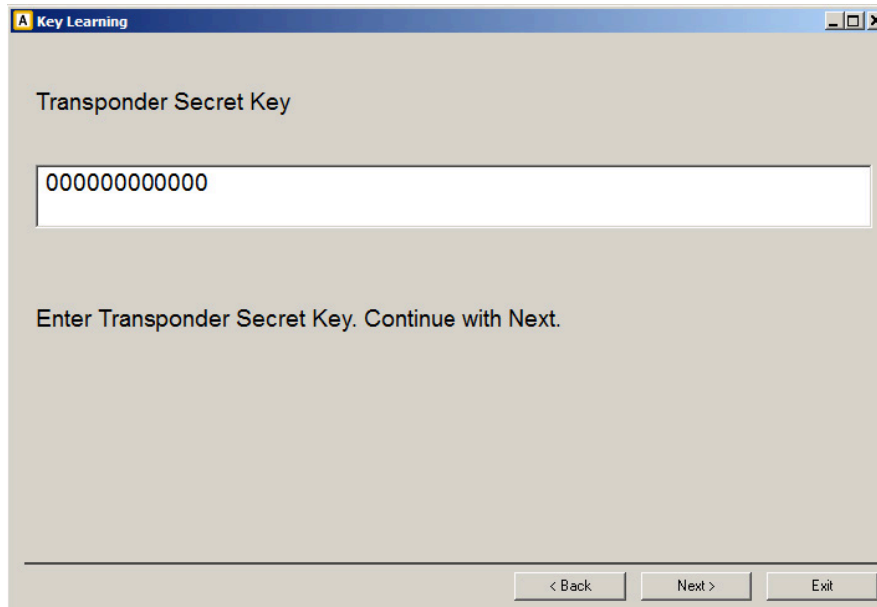 A Key Learning
Transponder Secret Key
000000000000
Enter Transponder Secret Key. Continue with Next.
< Back Next > Exit